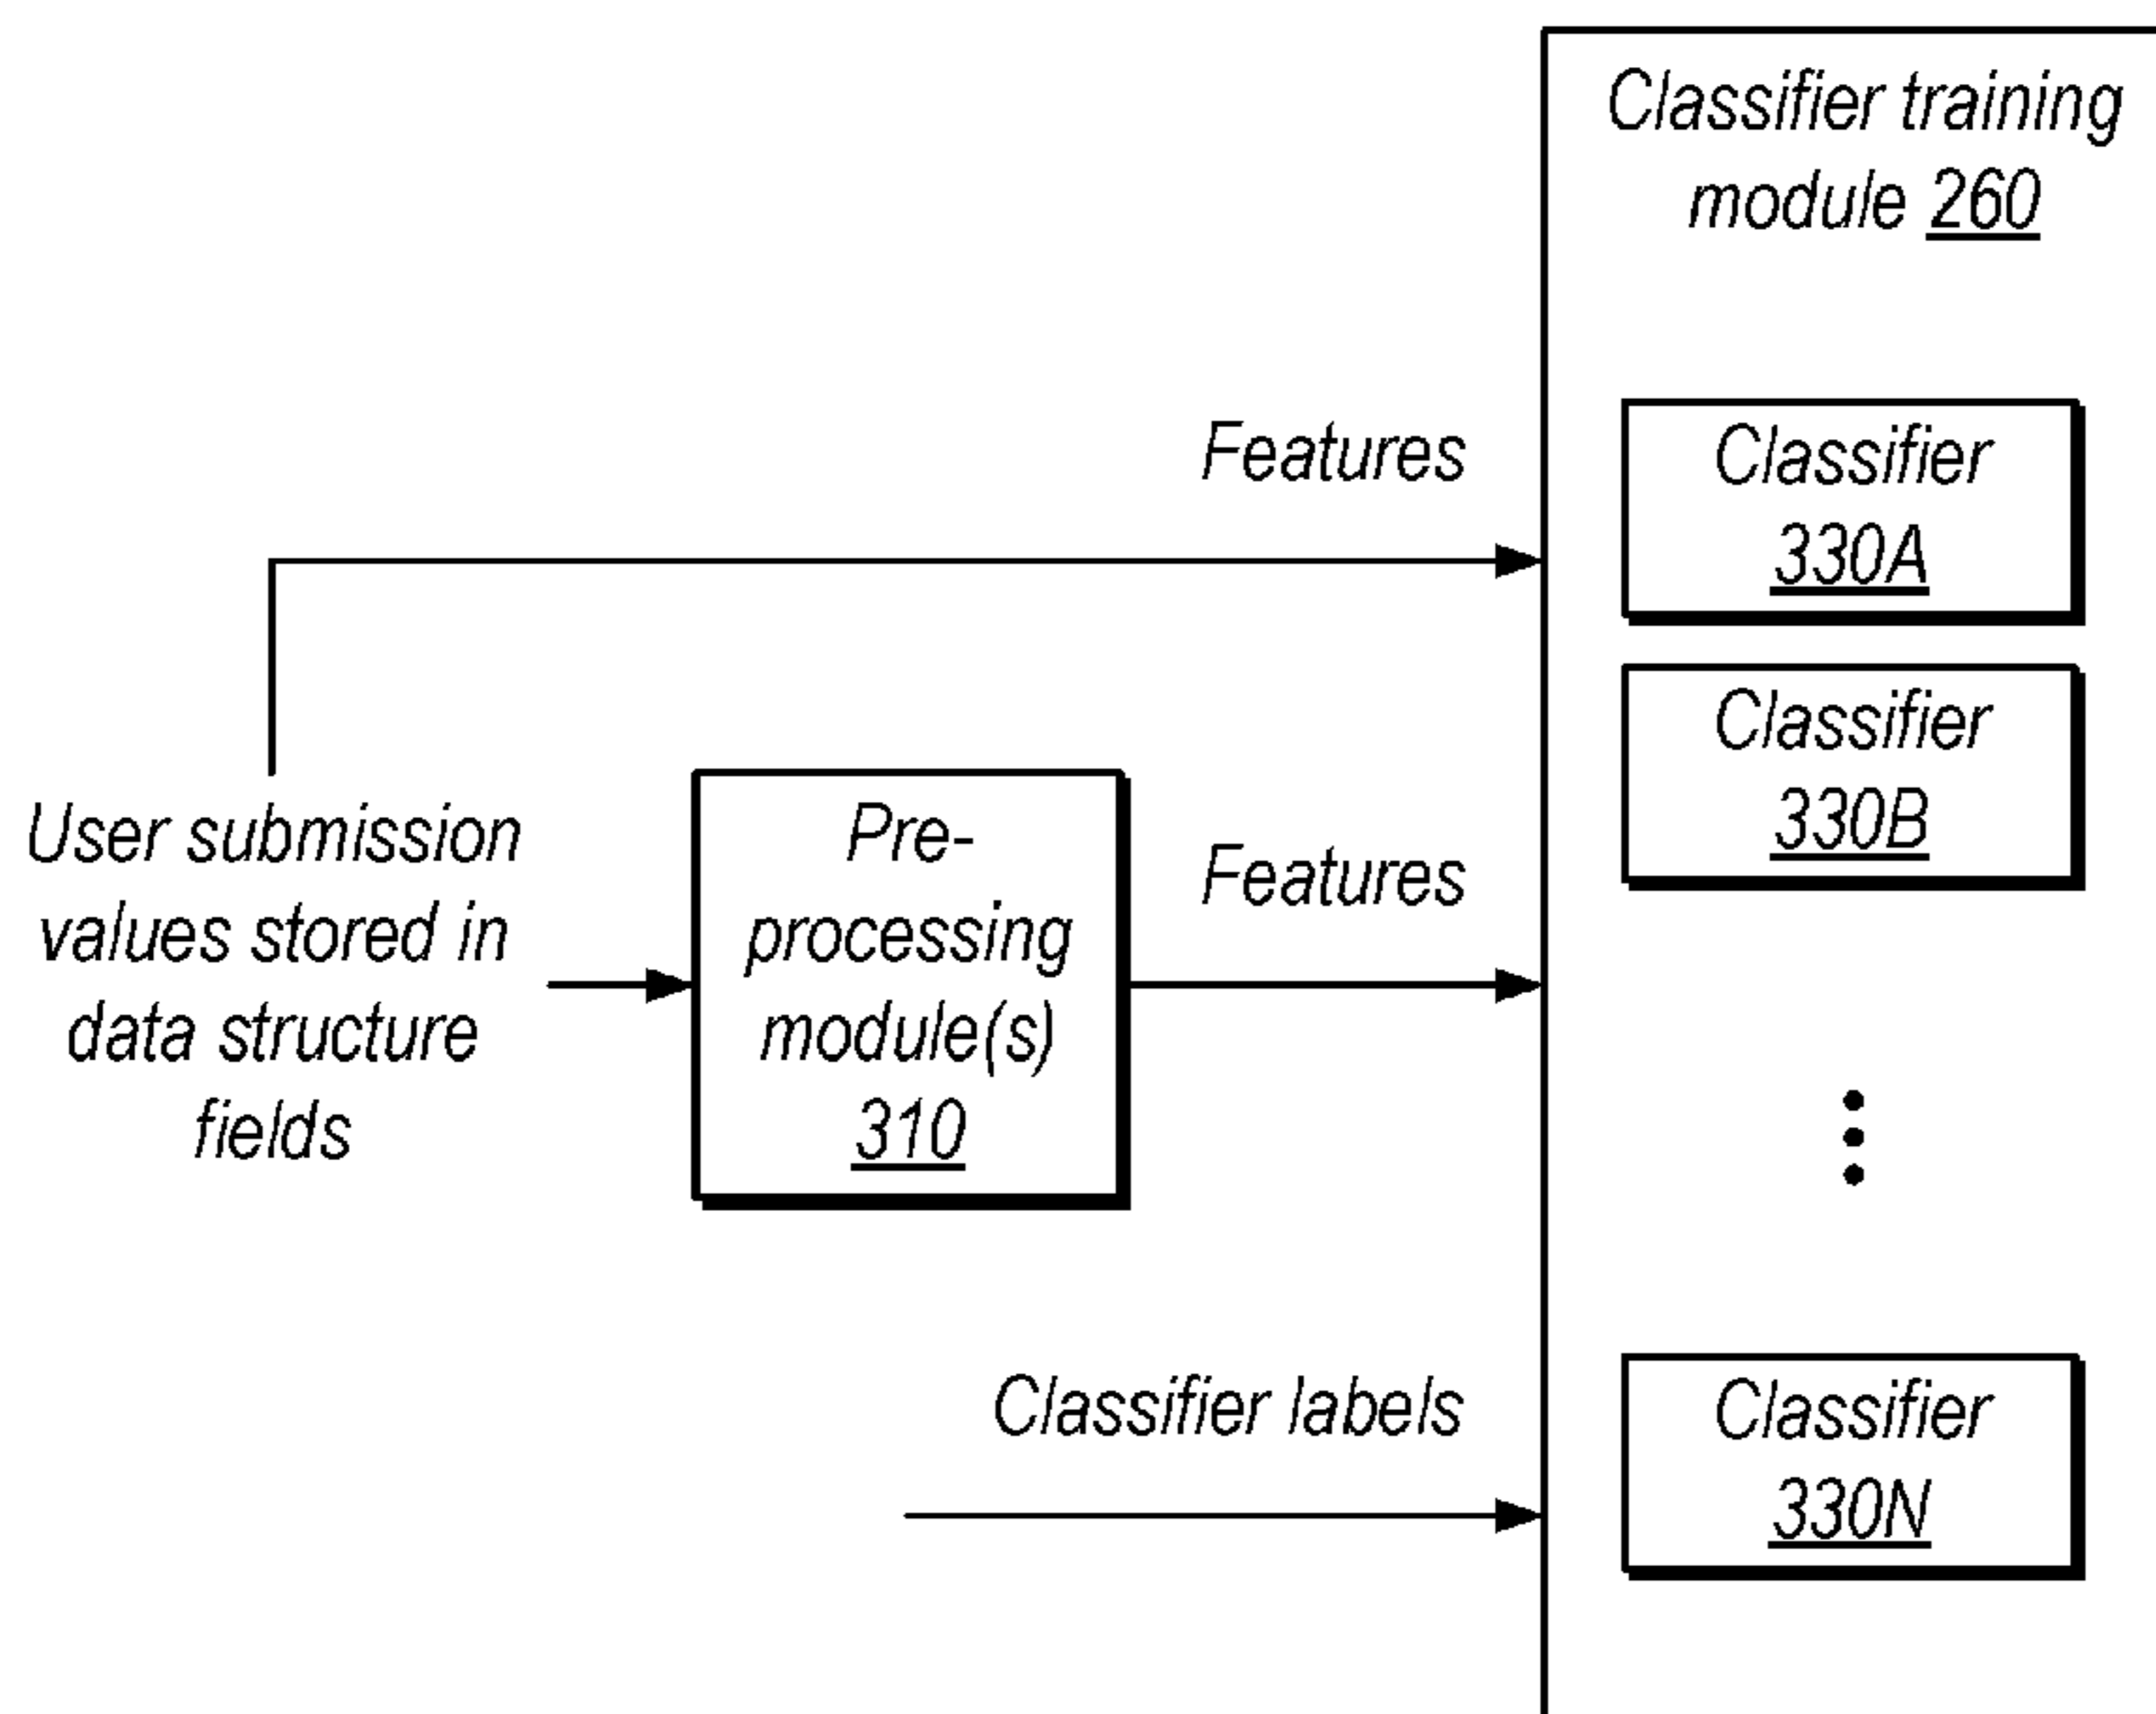 Classifier training
module 260
Features
Classifier
330A
Classifier
330B
User submission
values stored in
data structure
fields
Pre-
processing
module(s)
310
Features
Classifier labels
Classifier
330N